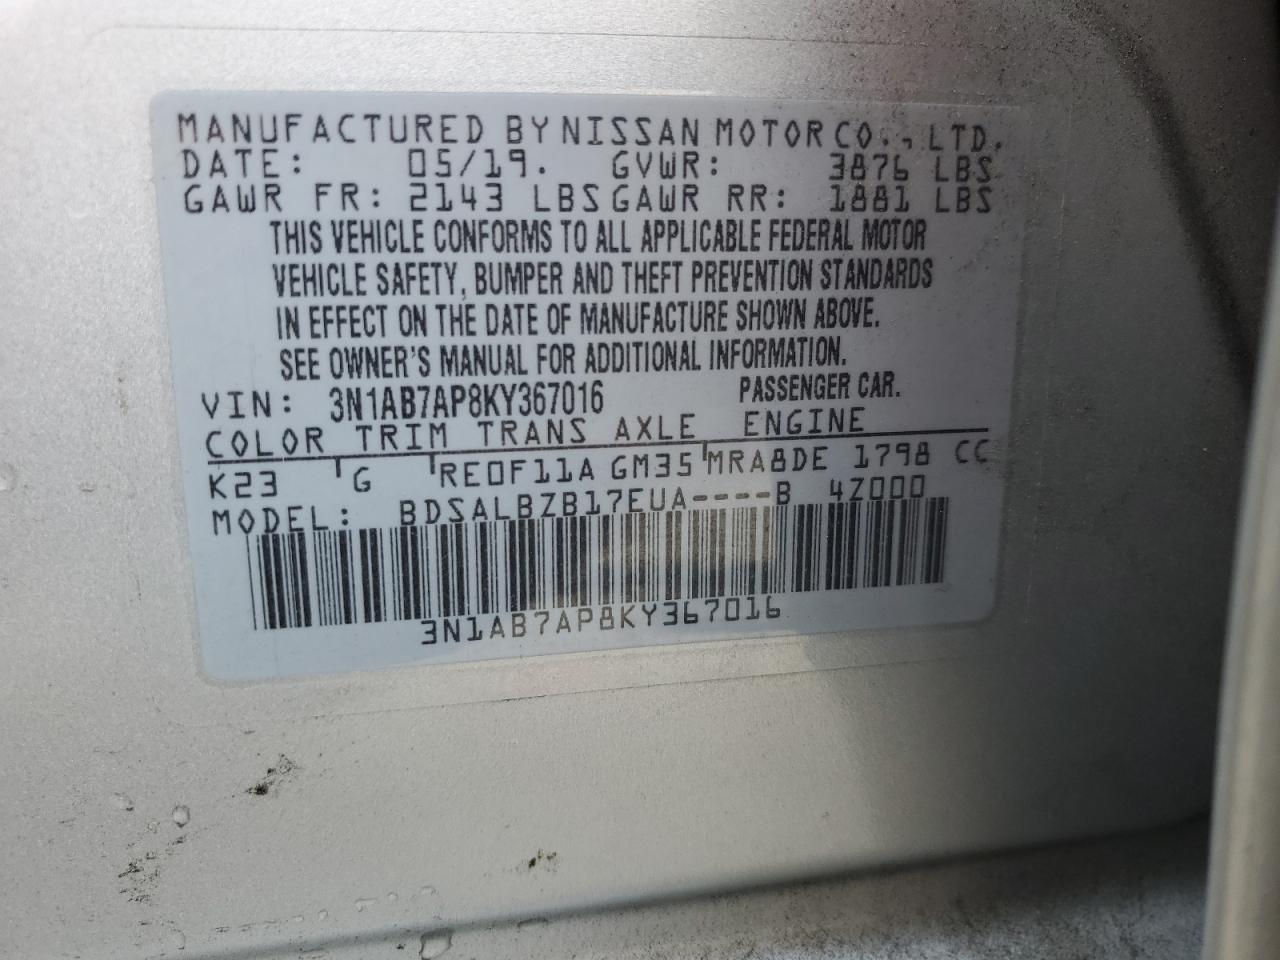 MANUFACTURED BY NISSAN MOTOR CO., LTD.
DATE: 05/19. GVWR: 3876 LBS
GAWR FR: 2143 LBS GAWR RR: 1881 LBS
THIS VEHICLE CONFORMS TO ALL APPLICABLE FEDERAL MOTOR
VEHICLE SAFETY, BUMPER AND THEFT PREVENTION STANDARDS
IN EFFECT ON THE DATE OF MANUFACTURE SHOWN ABOVE.
SEE OWNER'S MANUAL FOR ADDITIONAL INFORMATION.
VIN: 3N1AB7AP8KY367016 PASSENGER CAR.
COLOR TRIM TRANS AXLE ENGINE
K23 G RE0F11A GM35 MRA8DE 1798 CC
MODEL: BDSALBZB17EUA----B 4Z000
3N1AB7AP8KY367016